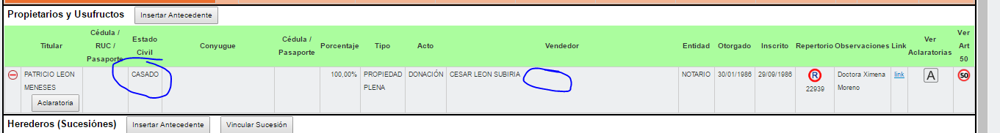 Propietarios y Usufructos Insertar Antecedente
Titular Cédula / RUC / Pasaporte Estado Civil Conyugue Cédula / Pasaporte Porcentaje Tipo Acto Vendedor Entidad Otorgado Inscrito Repertorio Observaciones Link Ver Aclaratorias Ver Art 50
PATRICIO LEON MENESES CASADO 100,00% PROPIEDAD PLENA DONACIÓN CESAR LEON SUBIRIA NOTARIO 30/01/1986 29/09/1986 R 22939 Doctora Ximena Moreno link A 50
Aclaratoria
Herederos (Sucesiónes) Insertar Antecedente Vincular Sucesión